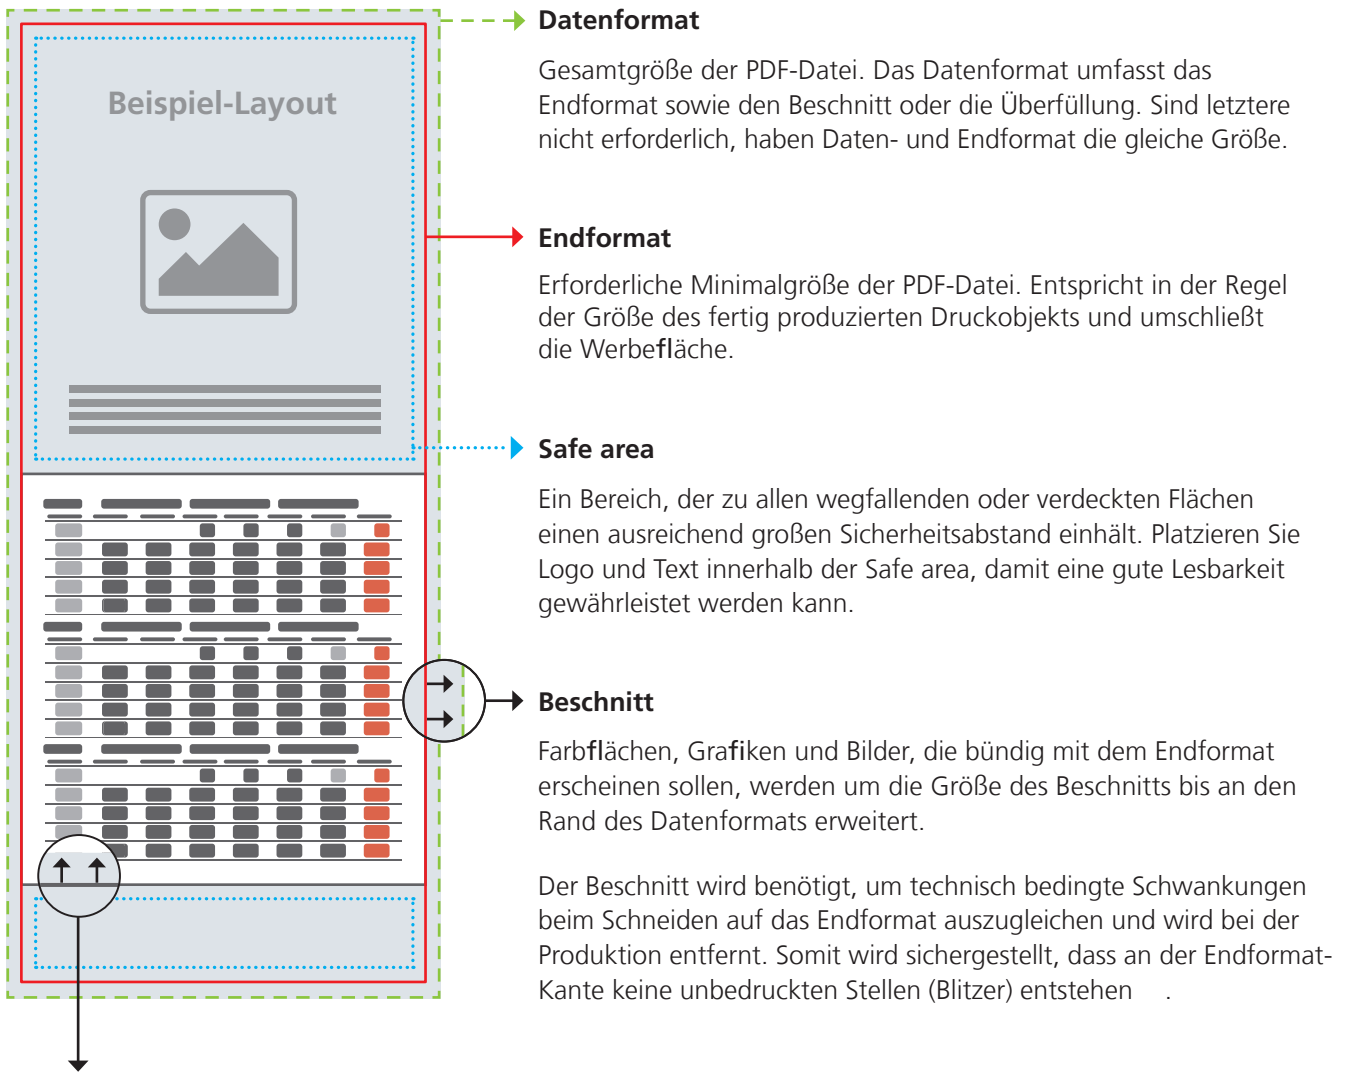 Beispiel-Layout
Datenformat
Gesamtgröße der PDF-Datei. Das Datenformat umfasst das
Endformat sowie den Beschnitt oder die Überfüllung. Sind letztere
nicht erforderlich, haben Daten- und Endformat die gleiche Größe.
Endformat
Erforderliche Minimalgröße der PDF-Datei. Entspricht in der Regel
der Größe des fertig produzierten Druckobjekts und umschließt
die Werbefläche.
Safe area
Ein Bereich, der zu allen wegfallenden oder verdeckten Flächen
einen ausreichend großen Sicherheitsabstand einhält. Platzieren Sie
Logo und Text innerhalb der Safe area, damit eine gute Lesbarkeit
gewährleistet werden kann.
Beschnitt
Farbflächen, Grafiken und Bilder, die bündig mit dem Endformat
erscheinen sollen, werden um die Größe des Beschnitts bis an den
Rand des Datenformats erweitert.
Der Beschnitt wird benötigt, um technisch bedingte Schwankungen
beim Schneiden auf das Endformat auszugleichen und wird bei der
Produktion entfernt. Somit wird sichergestellt, dass an der Endformat-
Kante keine unbedruckten Stellen (Blitzer) entstehen .